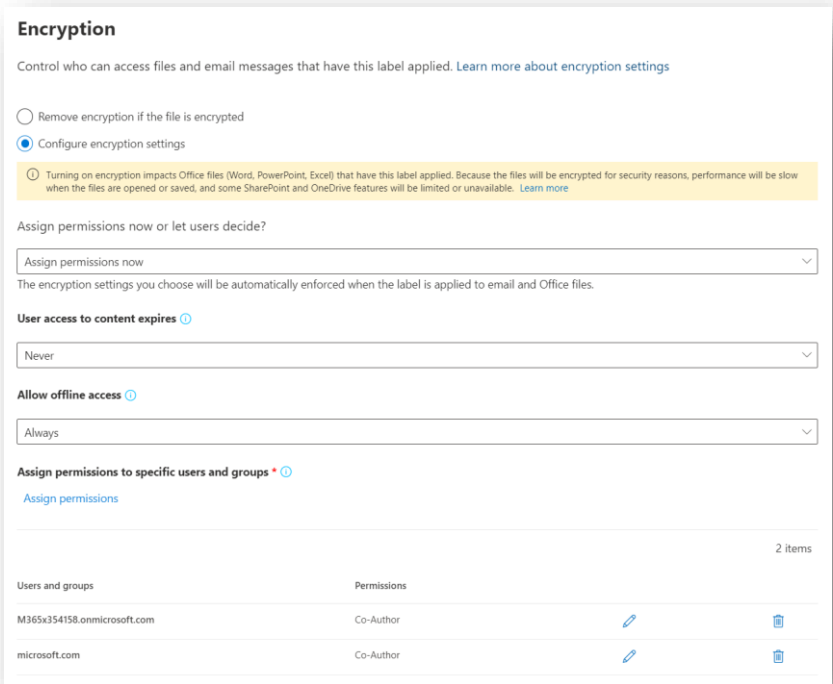 Encryption
Control who can access files and email messages that have this label applied. Learn more about encryption settings
Remove encryption if the file is encrypted
Configure encryption settings
Turning on encryption impacts Office files (Word, PowerPoint, Excel) that have this label applied. Because the files will be encrypted for security reasons, performance will be slow
when the files are opened or saved, and some SharePoint and OneDrive features will be limited or unavailable. Learn more
Assign permissions now or let users decide?
Assign permissions now
The encryption settings you choose will be automatically enforced when the label is applied to email and Office files.
User access to content expires
Never
Allow offline access
Always
Assign permissions to specific users and groups *
Assign permissions
2 items
Users and groups Permissions
M365x354158.onmicrosoft.com Co-Author
microsoft.com Co-Author